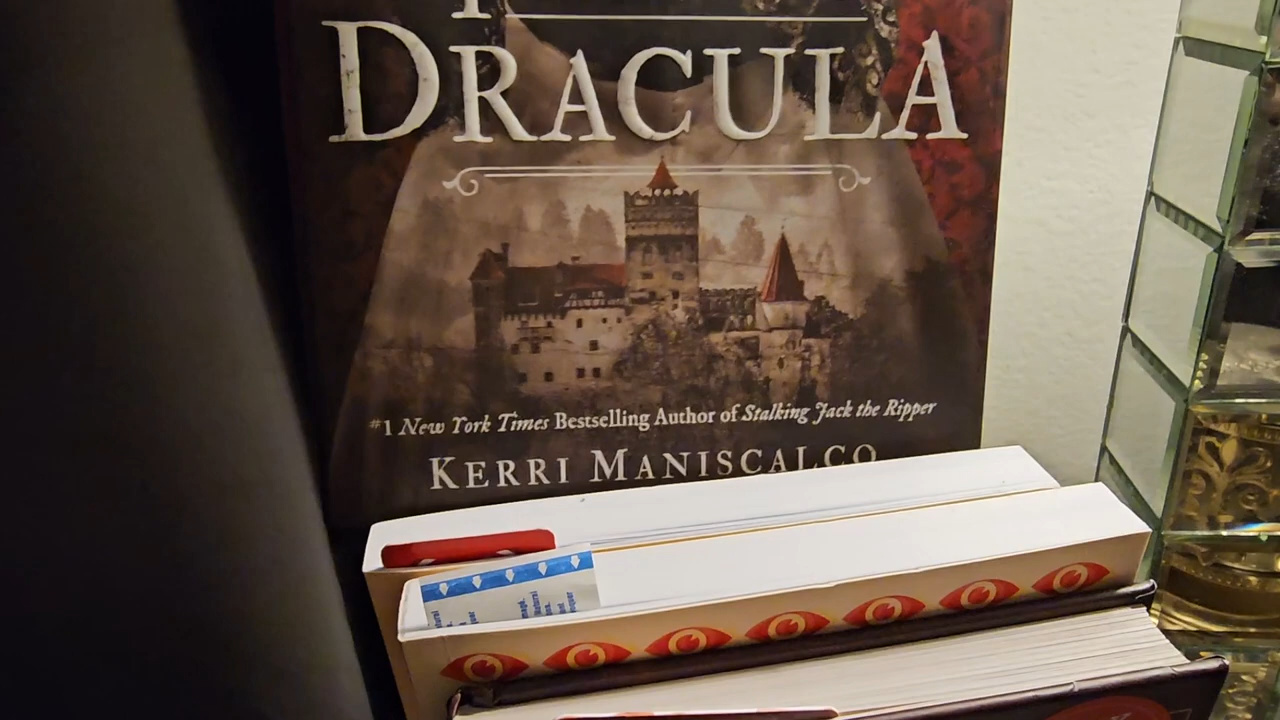 DRACULA
#1 New York Times Bestselling Author of Stalking Jack the Ripper
KERRI MANISCALCO